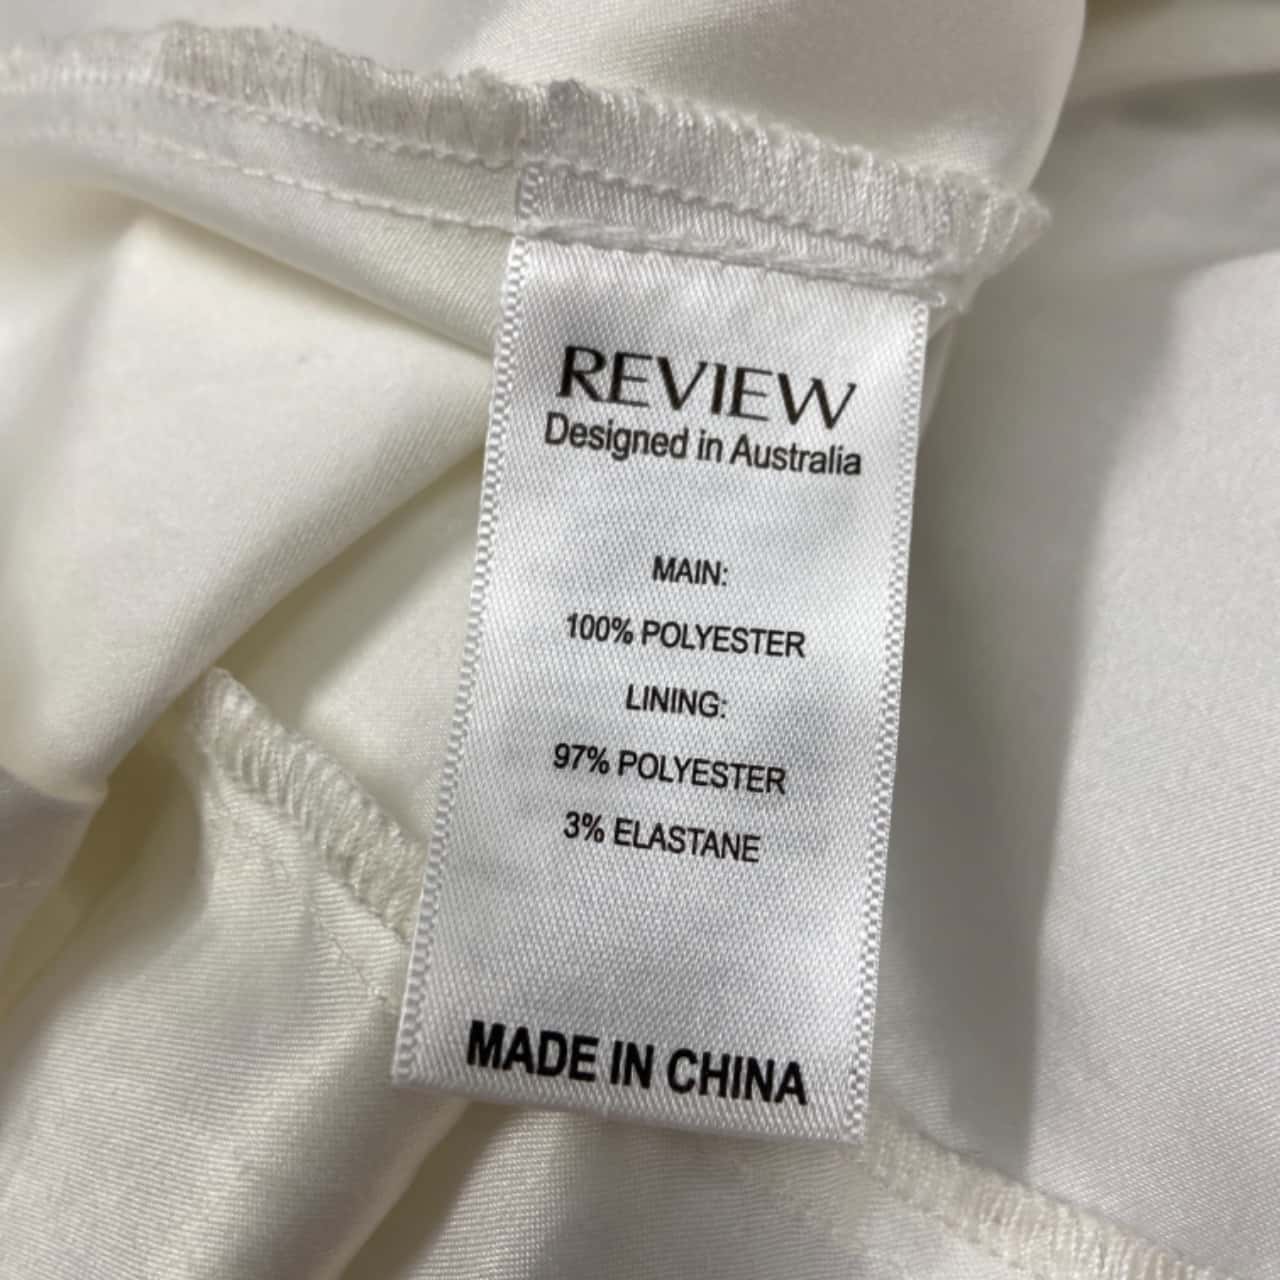 REVIEW
Designed in Australia
MAIN:
100% POLYESTER
LINING:
97% POLYESTER
3% ELASTANE
MADE IN CHINA